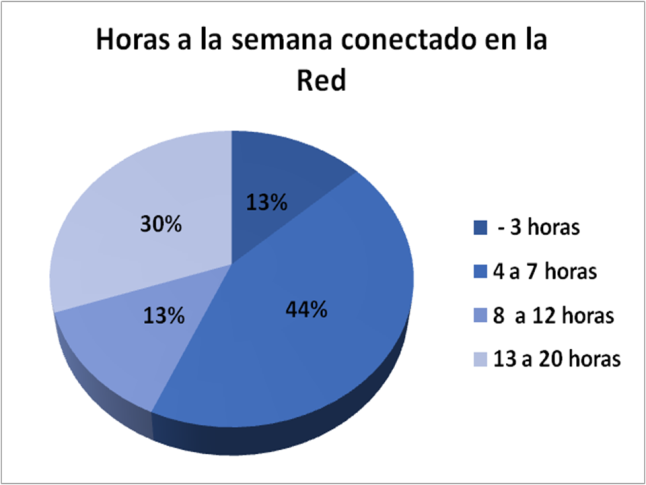 Horas a la semana conectado en la
Red
13%
30%
13%
44%
- 3 horas
4 a 7 horas
8 a 12 horas
13 a 20 horas